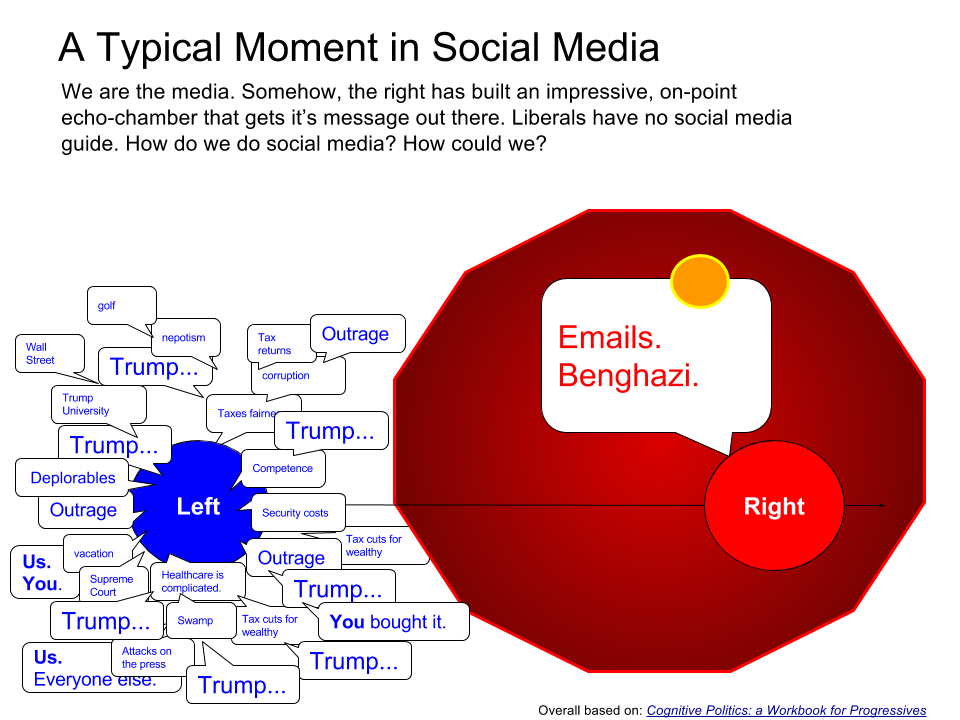 A Typical Moment in Social Media
We are the media. Somehow, the right has built an impressive, on-point
echo-chamber that gets it’s message out there. Liberals have no social media
guide. How do we do social media? How could we?
golf
nepotism
Wall
Street
Trump...
Tax
returns
Outrage
corruption
Trump
University
Taxes
Trump...
Trump...
Deplorables
Competence
Outrage
Left
Security costs
Emails.
Benghazi.
Right
Us.
You.
vacation
Supreme
Court
Healthcare is
complicated.
Outrage
Tax cuts for
wealthy
Trump...
Trump...
Swamp
Tax cuts for
wealthy
You bought it.
Us.
Everyone else.
Attacks on
the press
Trump...
Trump...
Overall based on: Cognitive Politics: a Workbook for Progressives